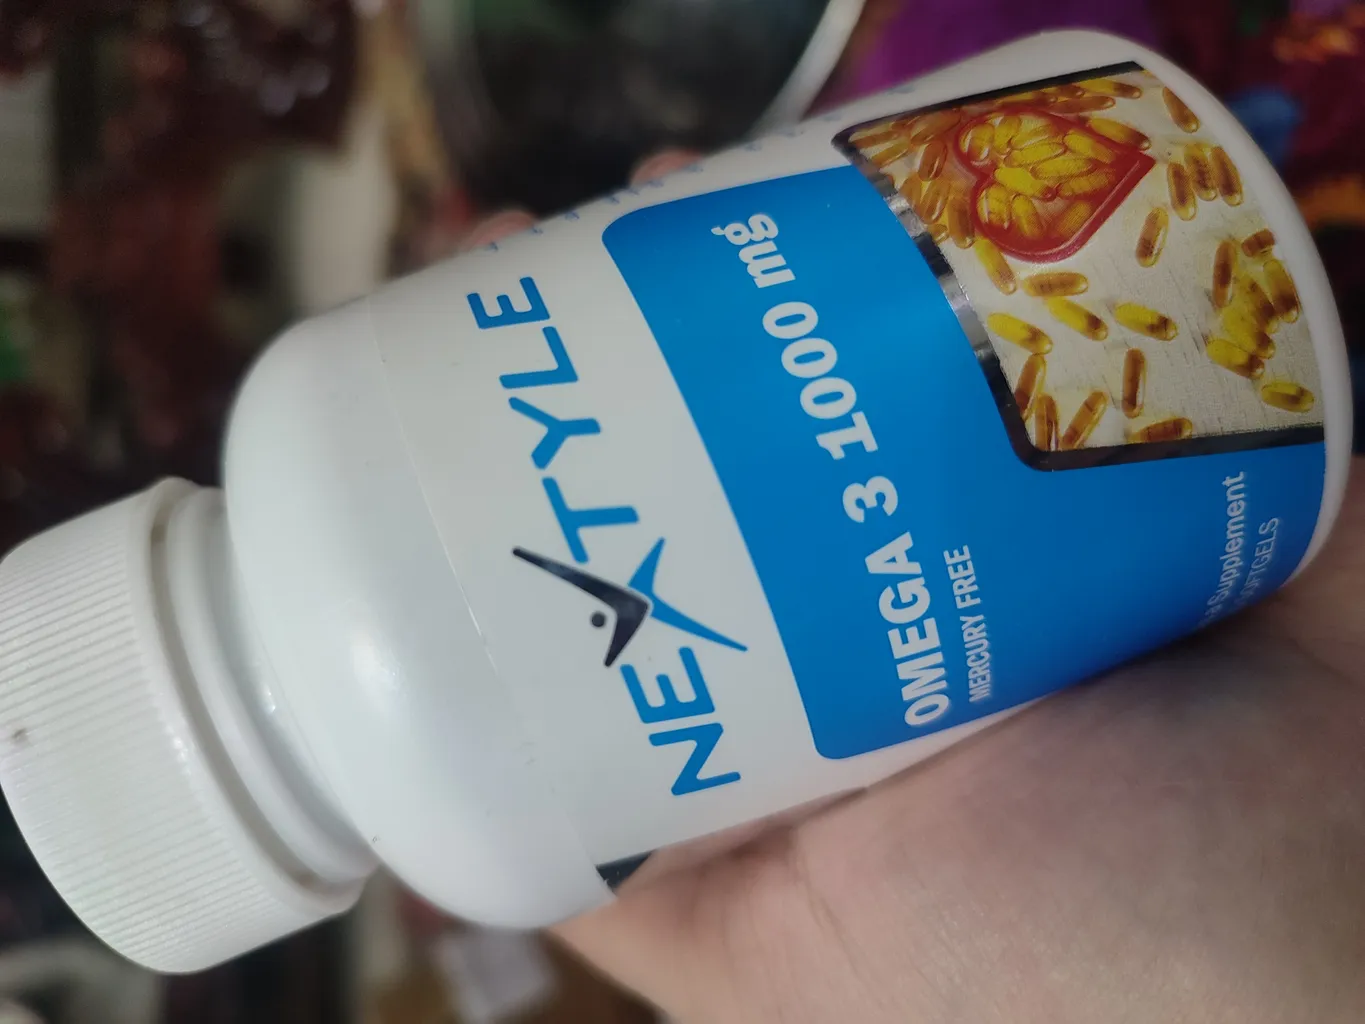 NEXTYLE
OMEGA 3 1000 mg
MERCURY FREE
Supplement
SOFTGELS